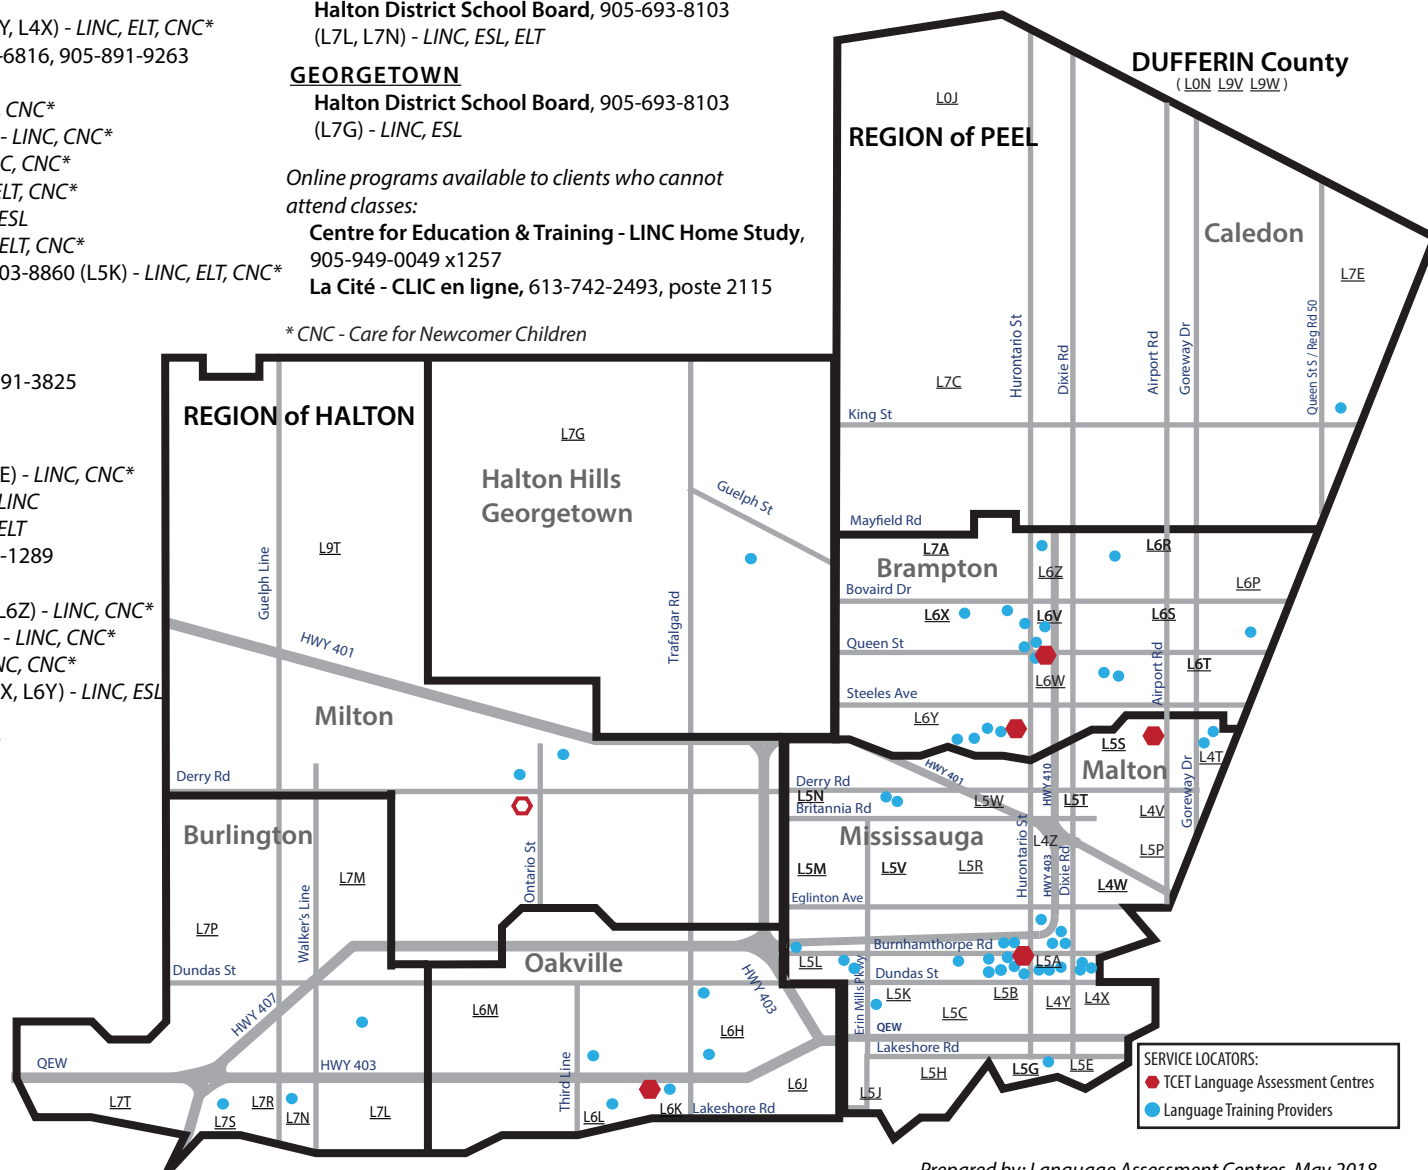 Y, L4X) - LINC, ELT, CNC*
-6816, 905-891-9263
, CNC*
- LINC, CNC*
C, CNC*
ELT, CNC*
ESL
ELT, CNC*
03-8860 (L5K) - LINC, ELT, CNC*
91-3825
E) - LINC, CNC*
LINC
ELT
-1289
L6Z) - LINC, CNC*
- LINC, CNC*
NC, CNC*
X, L6Y) - LINC, ESL
Halton District School Board, 905-693-8103
(L7L, L7N) - LINC, ESL, ELT
GEORGETOWN
Halton District School Board, 905-693-8103
(L7G) - LINC, ESL
Online programs available to clients who cannot
attend classes:
Centre for Education & Training - LINC Home Study,
905-949-0049 x1257
La Cité - CLIC en ligne, 613-742-2493, poste 2115
* CNC - Care for Newcomer Children
DUFFERIN County
( L0N L9V L9W )
L0J
REGION of PEEL
Caledon
L7E
Hurontario St
Dixie Rd
Airport Rd
Goreway Dr
Queen St S / Reg Rd 50
L7C
King St
Mayfield Rd
REGION of HALTON
L7G
Halton Hills
Georgetown
Guelph St
L9T
Guelph Line
HWY 401
Trafalgar Rd
Milton
Derry Rd
L7A
Brampton
L6Z
L6R
L6P
Bovaird Dr
L6X
L6V
L6S
Queen St
Airport Rd
L6T
L6W
Steeles Ave
L6Y
L5S
L4T
Malton
HWY 401
HWY 410
Goreway Dr
Derry Rd
L5N
Britannia Rd
L5W
L5T
L4V
Mississauga
Hurontario St
L4Z
L5P
L5M
L5V
L5R
HWY 403
Dixie Rd
L4W
Eglinton Ave
Burnhamthorpe Rd
L5L
L5A
Dundas St
Erin Mills Pkwy
L5K
L5B
L4Y
L4X
L5C
QEW
Lakeshore Rd
L5H
L5G
L5E
L5J
Burlington
L7M
Walker's Line
Ontario St
L7P
Dundas St
HWY 407
Oakville
HWY 403
L6M
L6H
QEW
HWY 403
Third Line
L6J
L7T
L7S
L7R
L7N
L7L
L6L
L6K
Lakeshore Rd
SERVICE LOCATORS:
TCET Language Assessment Centres
Language Training Providers
Prepared by: Language Assessment Centres, May 2018